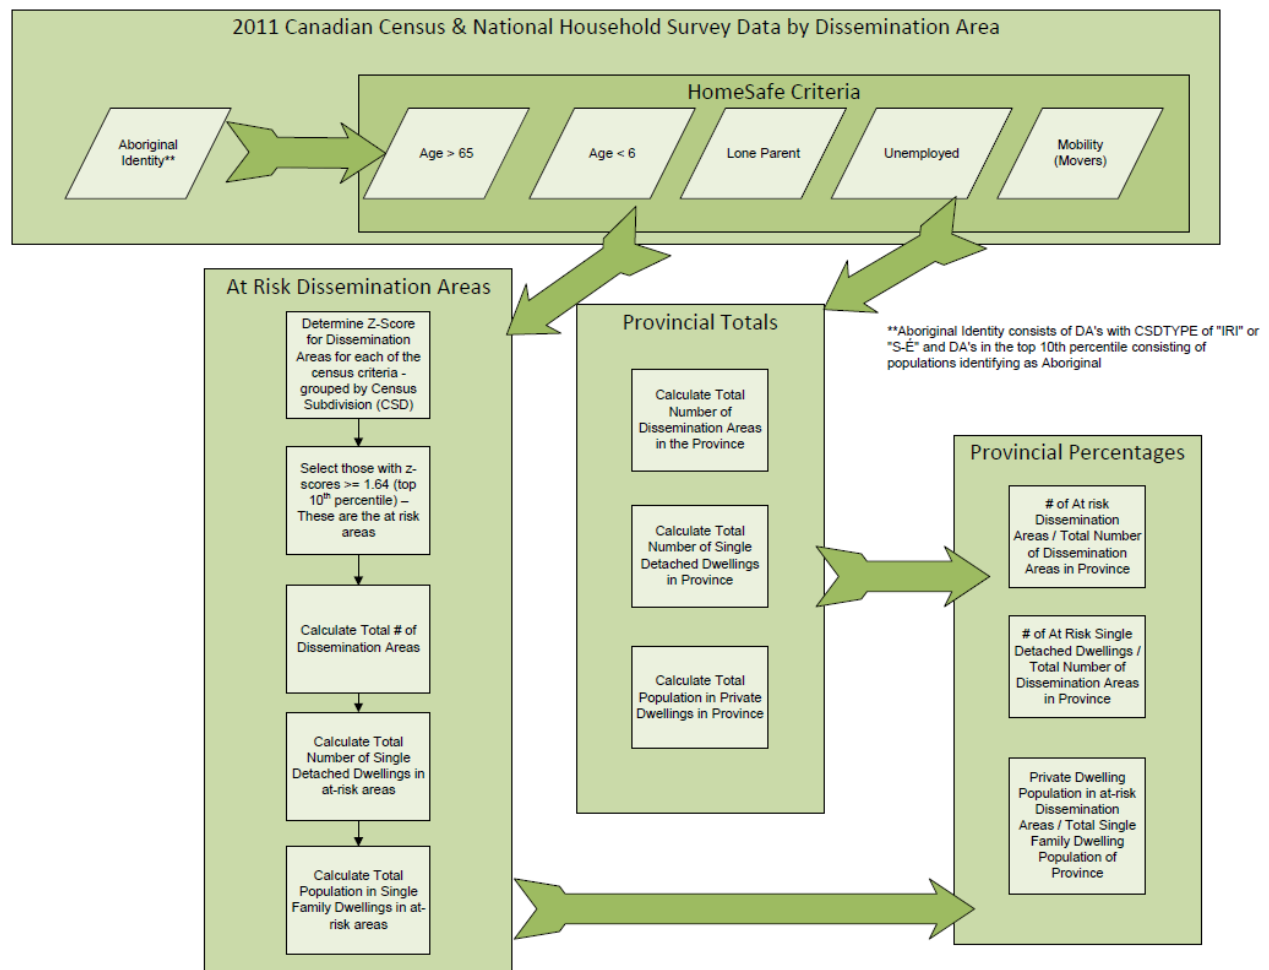 2011 Canadian Census & National Household Survey Data by Dissemination Area
HomeSafe Criteria
Aboriginal
Identity**
Age > 65
Age < 6
Lone Parent
Unemployed
Mobility
(Movers)
At Risk Dissemination Areas
Determine Z-Score
for Dissemination
Areas for each of the
census criteria -
grouped by Census
Subdivision (CSD)
Select those with z-
scores >= 1.64 (top
10th percentile) –
These are the at risk
areas
Calculate Total # of
Dissemination Areas
Calculate Total
Number of Single
Detached Dwellings in
at-risk areas
Calculate Total
Population in Single
Family Dwellings in at-
risk areas
Provincial Totals
Calculate Total
Number of
Dissemination Areas
in the Province
Calculate Total
Number of Single
Detached Dwellings
in Province
Calculate Total
Population in Private
Dwellings in Province
**Aboriginal Identity consists of DA's with CSDTYPE of "IRI" or
"S-É" and DA's in the top 10th percentile consisting of
populations identifying as Aboriginal
Provincial Percentages
# of At risk
Dissemination
Areas / Total Number
of Dissemination
Areas in Province
# of At Risk Single
Detached Dwellings /
Total Number of
Dissemination Areas
in Province
Private Dwelling
Population in at-risk
Dissemination
Areas / Total Single
Family Dwelling
Population of
Province